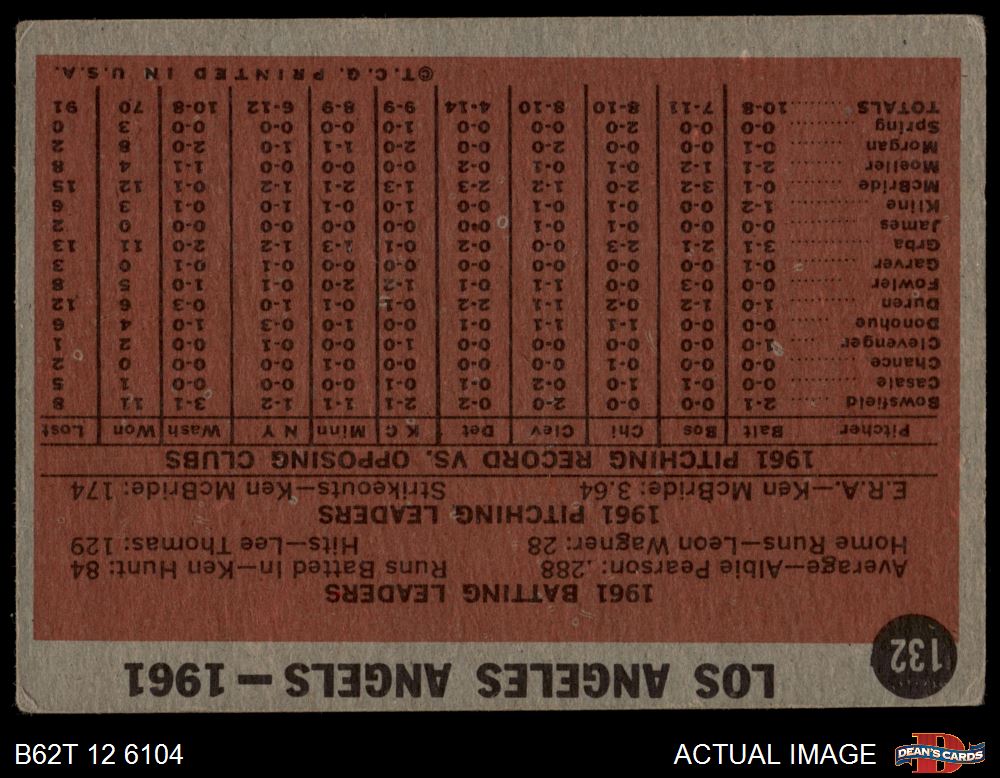 132
LOS ANGELES ANGELS — 1961
1961 BATTING LEADERS
Average—Albie Pearson: .288 Runs Batted In—Ken Hunt: 84
Home Runs—Leon Wagner: 28 Hits—Lee Thomas: 129
1961 PITCHING LEADERS
E.R.A.—Ken McBride: 3.64 Strikeouts—Ken McBride: 174
1961 PITCHING RECORD VS. OPPOSING CLUBS
Pitcher Balt Bos Chi Clev Det K C Minn N Y Wash Won Lost
Bowsfield 2-1 0-0 0-0 2-0 0-2 2-1 1-1 1-2 3-1 11 8
Casale 0-0 0-1 1-0 0-2 0-1 0-1 0-0 0-0 0-0 1 5
Chance 0-0 0-0 0-0 0-1 0-0 0-0 0-0 0-1 0-0 0 2
Clevenger 1-0 0-0 0-0 0-1 0-0 0-0 0-0 1-0 0-0 2 1
Donohue 0-0 0-0 1-1 1-1 0-1 0-0 1-0 0-3 1-0 4 6
Duren 0-1 0-2 0-2 1-1 2-2 1-0 1-0 1-0 0-3 6 12
Fowler 0-0 0-3 0-0 1-1 0-1 2-1 0-2 1-0 1-0 5 8
Garver 0-1 0-0 0-0 0-0 0-0 0-0 0-0 0-1 0-1 0 3
Grba 3-1 2-1 2-3 0-0 0-2 0-1 1-3 1-2 2-0 11 13
James 0-0 0-0 0-0 0-0 0-0 0-0 0-1 0-1 0-0 0 2
Kline 1-2 0-0 0-1 0-1 0-0 0-0 1-0 1-1 0-1 3 6
McBride 0-1 3-2 0-2 2-1 2-3 1-3 2-1 1-2 1-0 12 15
Moeller 2-1 1-2 0-1 0-1 0-2 0-0 0-0 0-0 1-1 4 8
Morgan 1-0 1-0 1-0 0-0 0-0 2-0 1-1 0-1 2-0 8 2
Spring 0-0 0-0 2-0 0-0 0-0 1-0 0-0 0-0 0-0 3 0
TOTALS 10-8 7-11 8-10 8-10 4-14 9-9 8-9 6-12 10-8 70 91
©T.C.G. PRINTED IN U.S.A.
B62T 12 6104
ACTUAL IMAGE
DEAN'S CARDS